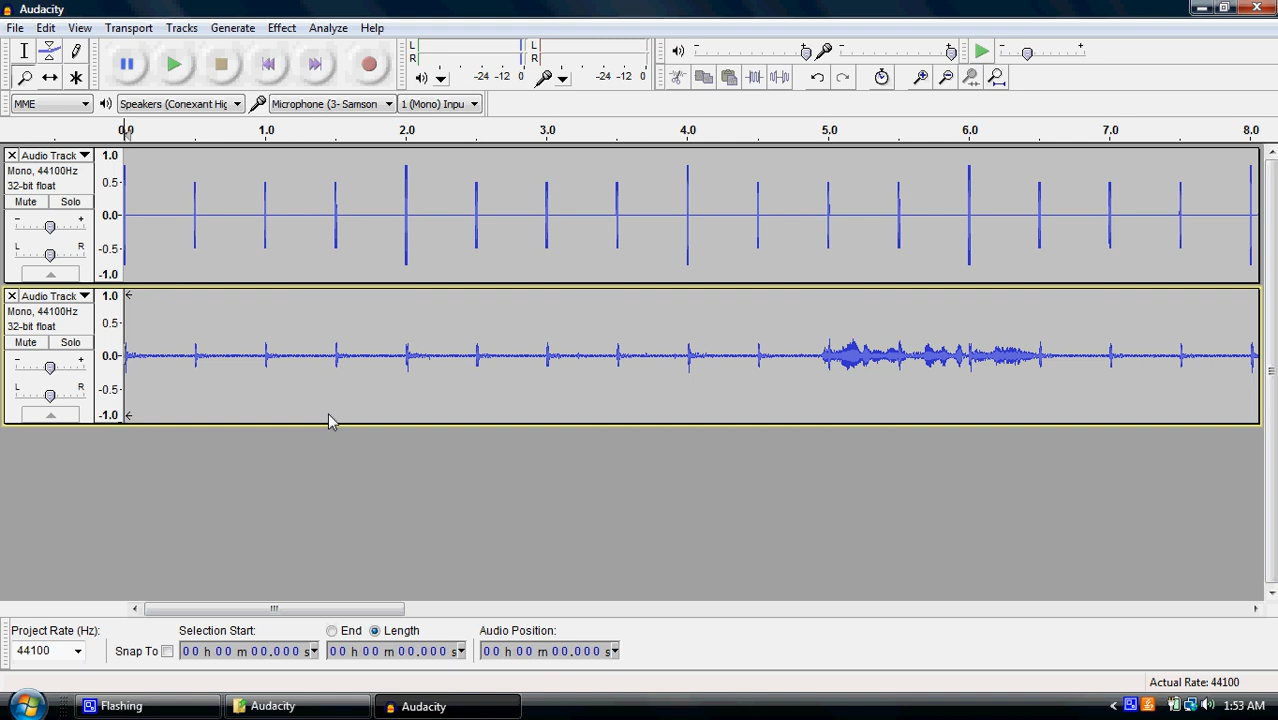 Audacity
File Edit View Transport Tracks Generate Effect Analyze Help
L
R
-24 -12 0
L
R
-24 -12 0
MME Speakers (Conexant Hig Microphone (3- Samson 1 (Mono) Inpu
0.0 1.0 2.0 3.0 4.0 5.0 6.0 7.0 8.0
Audio Track
Mono, 44100Hz
32-bit float
Mute Solo
- +
L R
1.0
0.5
0.0
-0.5
-1.0
Audio Track
Mono, 44100Hz
32-bit float
Mute Solo
- +
L R
1.0
0.5
0.0
-0.5
-1.0
Project Rate (Hz): Selection Start: End Length Audio Position:
44100 Snap To 00 h 00 m 00.000 s 00 h 00 m 00.000 s 00 h 00 m 00.000 s
Actual Rate: 44100
Flashing Audacity Audacity 1:53 AM